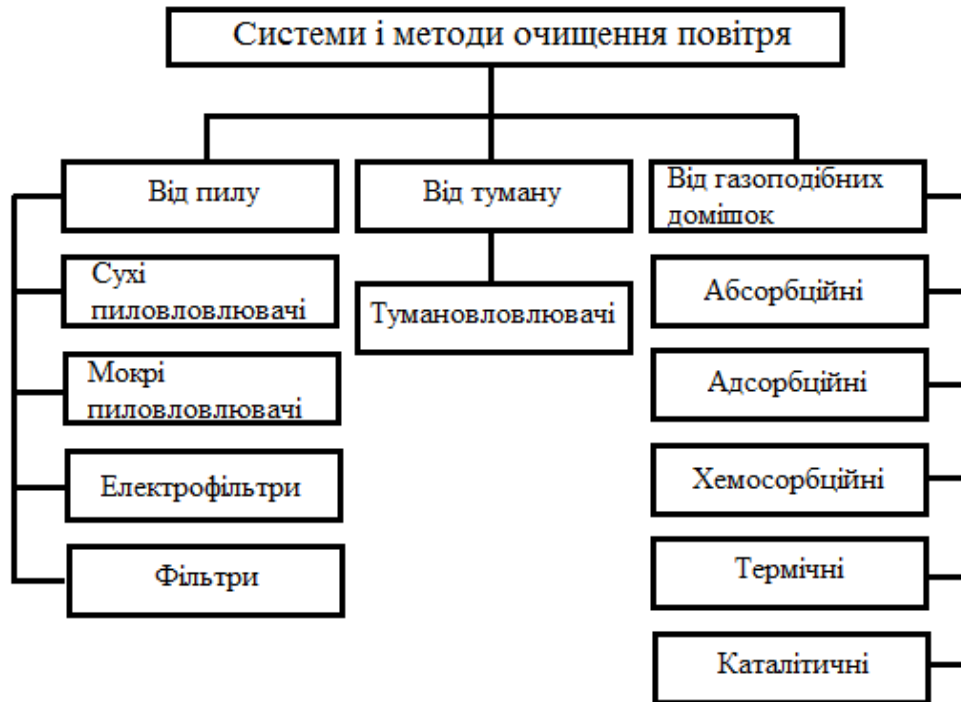 Системи і методи очищення повітря
Від пилу
Сухі
пиловловлювачі
Мокрі
пиловловлювачі
Електрофільтри
Фільтри
Від туману
Тумановловлювачі
Від газоподібних
домішок
Абсорбційні
Адсорбційні
Хемосорбційні
Термічні
Каталітичні